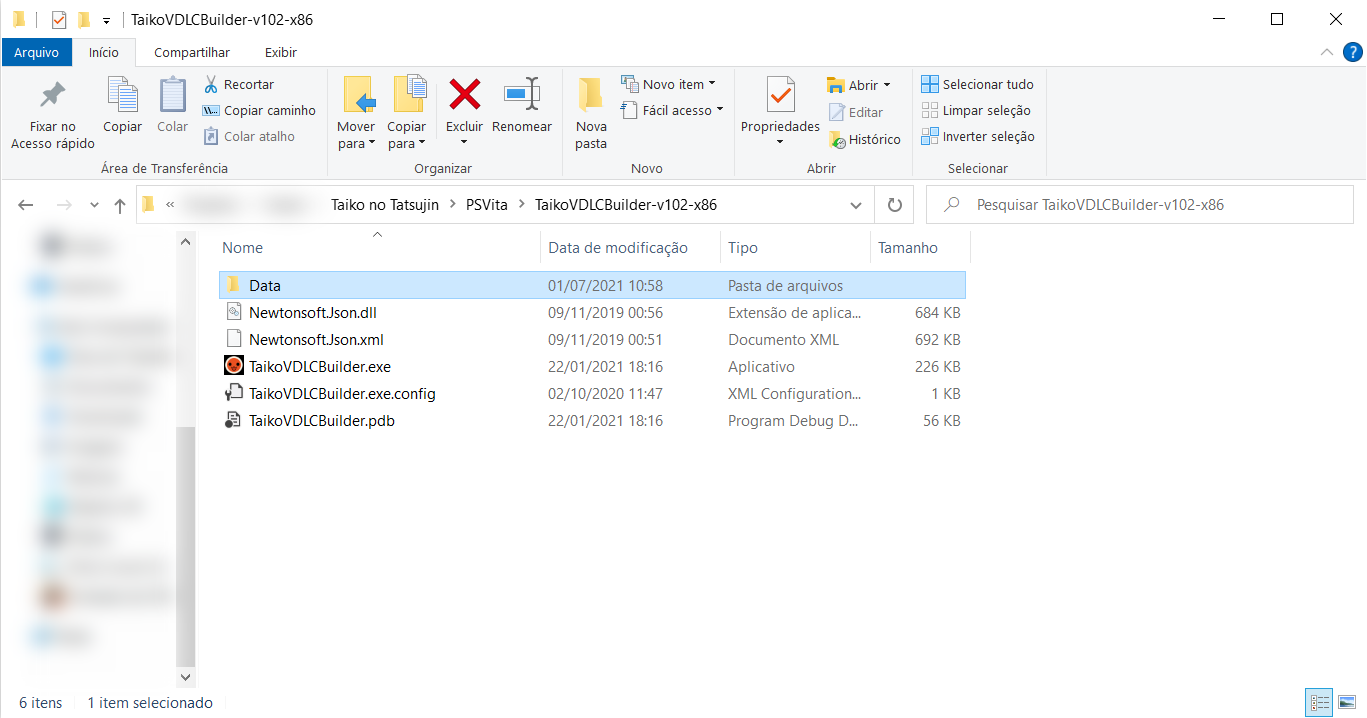 TaikoVDLCBuilder-v102-x86
Arquivo Início Compartilhar Exibir
Fixar no Acesso rápido
Copiar
Colar
Recortar
Copiar caminho
Colar atalho
Área de Transferência
Mover para
Copiar para
Excluir
Renomear
Organizar
Nova pasta
Novo item
Fácil acesso
Novo
Propriedades
Abrir
Editar
Histórico
Abrir
Selecionar tudo
Limpar seleção
Inverter seleção
Selecionar
« Taiko no Tatsujin > PSVita > TaikoVDLCBuilder-v102-x86
Pesquisar TaikoVDLCBuilder-v102-x86
Nome Data de modificação Tipo Tamanho
Data 01/07/2021 10:58 Pasta de arquivos
Newtonsoft.Json.dll 09/11/2019 00:56 Extensão de aplica... 684 KB
Newtonsoft.Json.xml 09/11/2019 00:51 Documento XML 692 KB
TaikoVDLCBuilder.exe 22/01/2021 18:16 Aplicativo 226 KB
TaikoVDLCBuilder.exe.config 02/10/2020 11:47 XML Configuration... 1 KB
TaikoVDLCBuilder.pdb 22/01/2021 18:16 Program Debug D... 56 KB
6 itens 1 item selecionado